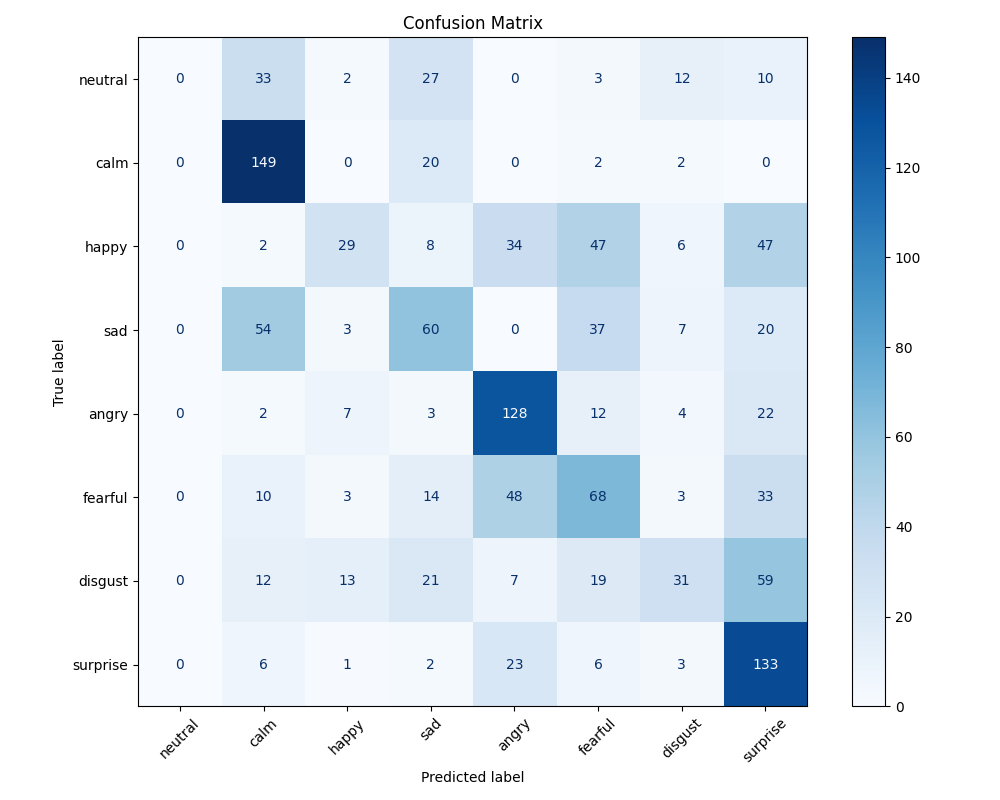 Confusion Matrix
neutral 0 33 2 27 0 3 12 10
calm 0 149 0 20 0 2 2 0
happy 0 2 29 8 34 47 6 47
sad 0 54 3 60 0 37 7 20
angry 0 2 7 3 128 12 4 22
fearful 0 10 3 14 48 68 3 33
disgust 0 12 13 21 7 19 31 59
surprise 0 6 1 2 23 6 3 133
neutral calm happy sad angry fearful disgust surprise
Predicted label
True label
140
120
100
80
60
40
20
0